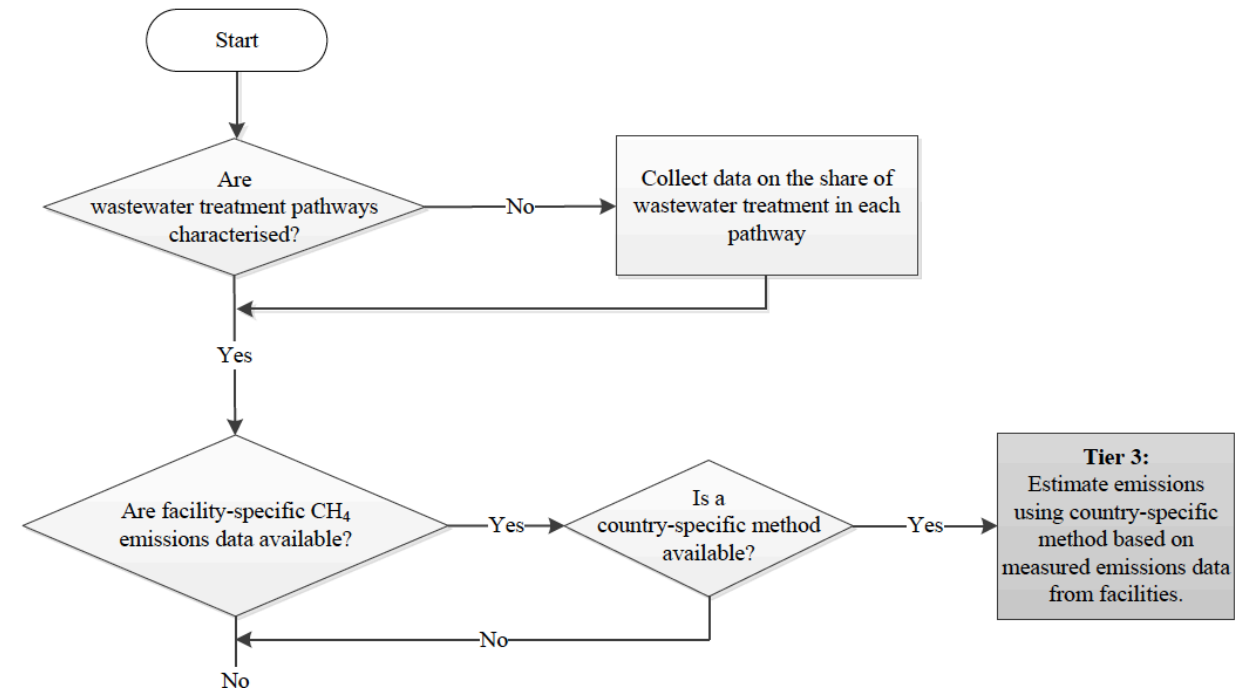 Start
Are
wastewater treatment pathways
characterised?
No
Collect data on the share of
wastewater treatment in each
pathway
Yes
Are facility-specific CH₄
emissions data available?
Yes
Is a
country-specific method
available?
Yes
Tier 3:
Estimate emissions
using country-specific
method based on
measured emissions data
from facilities.
No
No